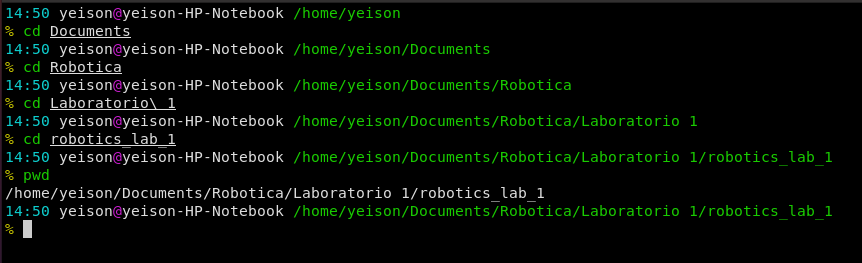 14:50 yeison@yeison-HP-Notebook /home/yeison
% cd Documents
14:50 yeison@yeison-HP-Notebook /home/yeison/Documents
% cd Robotica
14:50 yeison@yeison-HP-Notebook /home/yeison/Documents/Robotica
% cd Laboratorio\ 1
14:50 yeison@yeison-HP-Notebook /home/yeison/Documents/Robotica/Laboratorio 1
% cd robotics_lab_1
14:50 yeison@yeison-HP-Notebook /home/yeison/Documents/Robotica/Laboratorio 1/robotics_lab_1
% pwd
/home/yeison/Documents/Robotica/Laboratorio 1/robotics_lab_1
14:50 yeison@yeison-HP-Notebook /home/yeison/Documents/Robotica/Laboratorio 1/robotics_lab_1
%